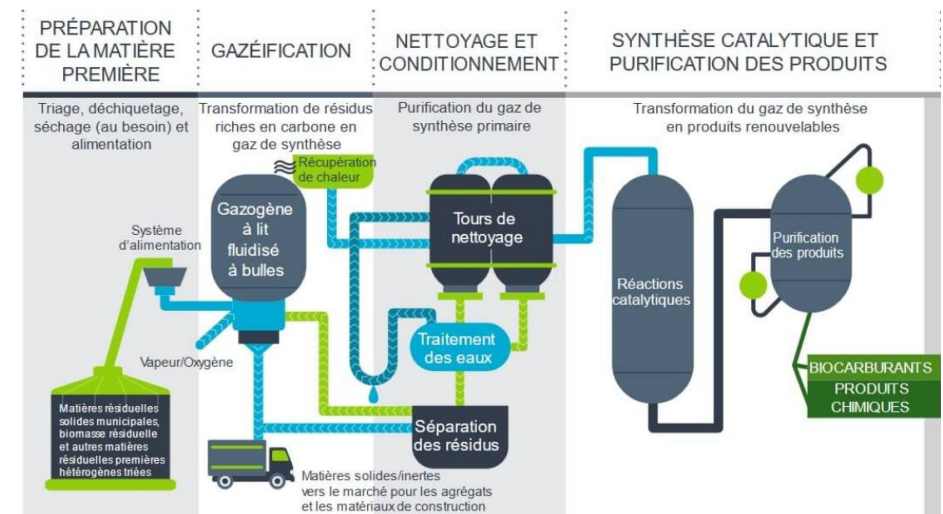 PRÉPARATION
DE LA MATIÈRE
PREMIÈRE
GAZÉIFICATION
NETTOYAGE ET
CONDITIONNEMENT
SYNTHÈSE CATALYTIQUE ET
PURIFICATION DES PRODUITS
Triage, déchiquetage,
séchage (au besoin) et
alimentation
Transformation de résidus
riches en carbone en
gaz de synthèse
Purification du gaz de
synthèse primaire
Transformation du gaz de synthèse
en produits renouvelables
Récupération
de chaleur
Gazogène
à lit
fluidisé
à bulles
Système
d'alimentation
Vapeur/Oxygène
Matières résiduelles
solides municipales,
biomasse résiduelle
et autres matières
résiduelles premières
hétérogènes triées
Tours de
nettoyage
Traitement
des eaux
Séparation
des résidus
Matières solides/inertes
vers le marché pour les agrégats
et les matériaux de construction
Réactions
catalytiques
Purification
des produits
BIOCARBURANTS
PRODUITS
CHIMIQUES